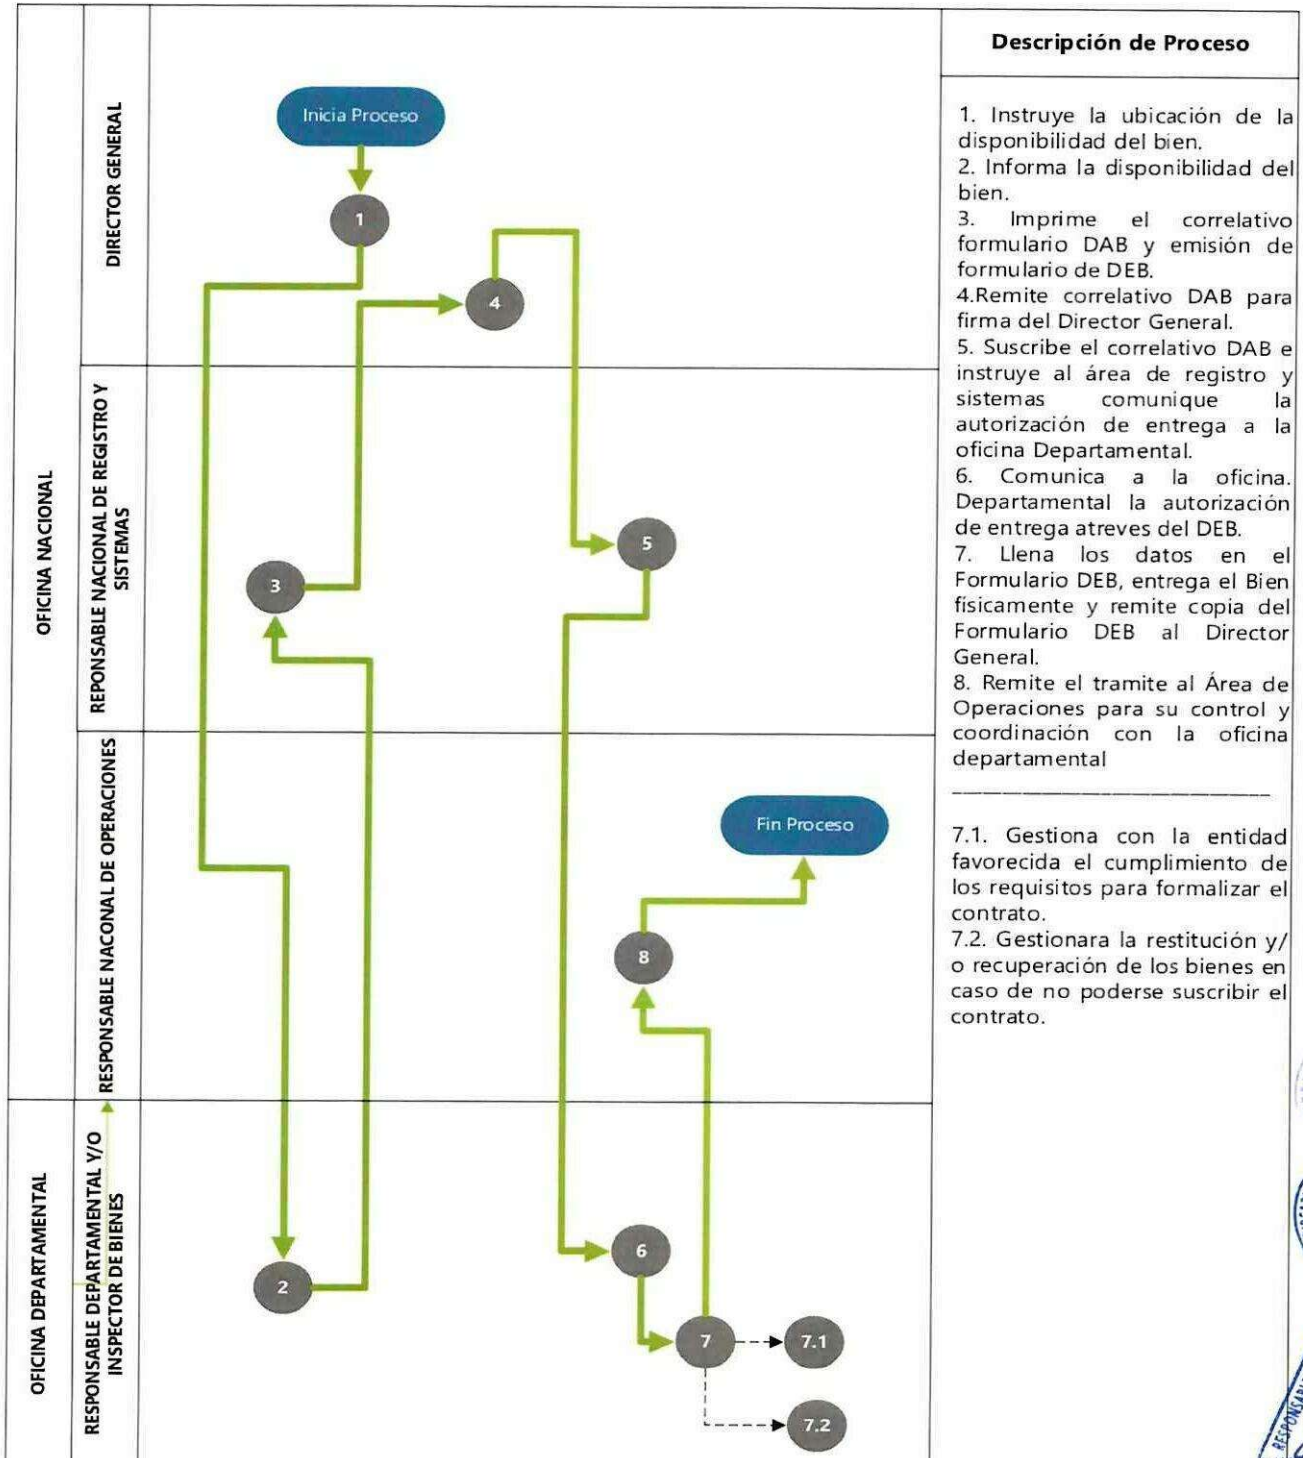 Descripción de Proceso
OFICINA NACIONAL
DIRECTOR GENERAL
Inicia Proceso
1
4
REPONSABLE NACIONAL DE REGISTRO Y
SISTEMAS
5
3
RESPONSABLE NACONAL DE OPERACIONES
Fin Proceso
8
OFICINA DEPARTAMENTAL
RESPONSABLE DEPARTAMENTAL Y/O
INSPECTOR DE BIENES
6
2
7
7.1
7.2
1. Instruye la ubicación de la
disponibilidad del bien.
2. Informa la disponibilidad del
bien.
3. Imprime el correlativo
formulario DAB y emisión de
formulario de DEB.
4.Remite correlativo DAB para
firma del Director General.
5. Suscribe el correlativo DAB e
instruye al área de registro y
sistemas comunique la
autorización de entrega a la
oficina Departamental.
6. Comunica a la oficina.
Departamental la autorización
de entrega atreves del DEB.
7. Llena los datos en el
Formulario DEB, entrega el Bien
físicamente y remite copia del
Formulario DEB al Director
General.
8. Remite el tramite al Área de
Operaciones para su control y
coordinación con la oficina
departamental
7.1. Gestiona con la entidad
favorecida el cumplimiento de
los requisitos para formalizar el
contrato.
7.2. Gestionara la restitución y/
o recuperación de los bienes en
caso de no poderse suscribir el
contrato.